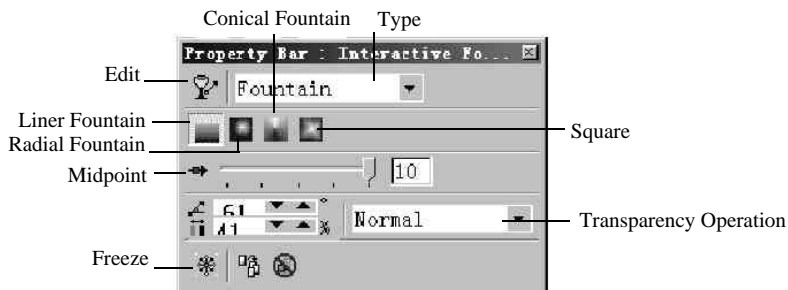 Conical Fountain Type
Property Bar : Interactive Fo...
Edit
Fountain
Liner Fountain
Radial Fountain
Square
Midpoint
10
61 °
41 %
Normal
Transparency Operation
Freeze